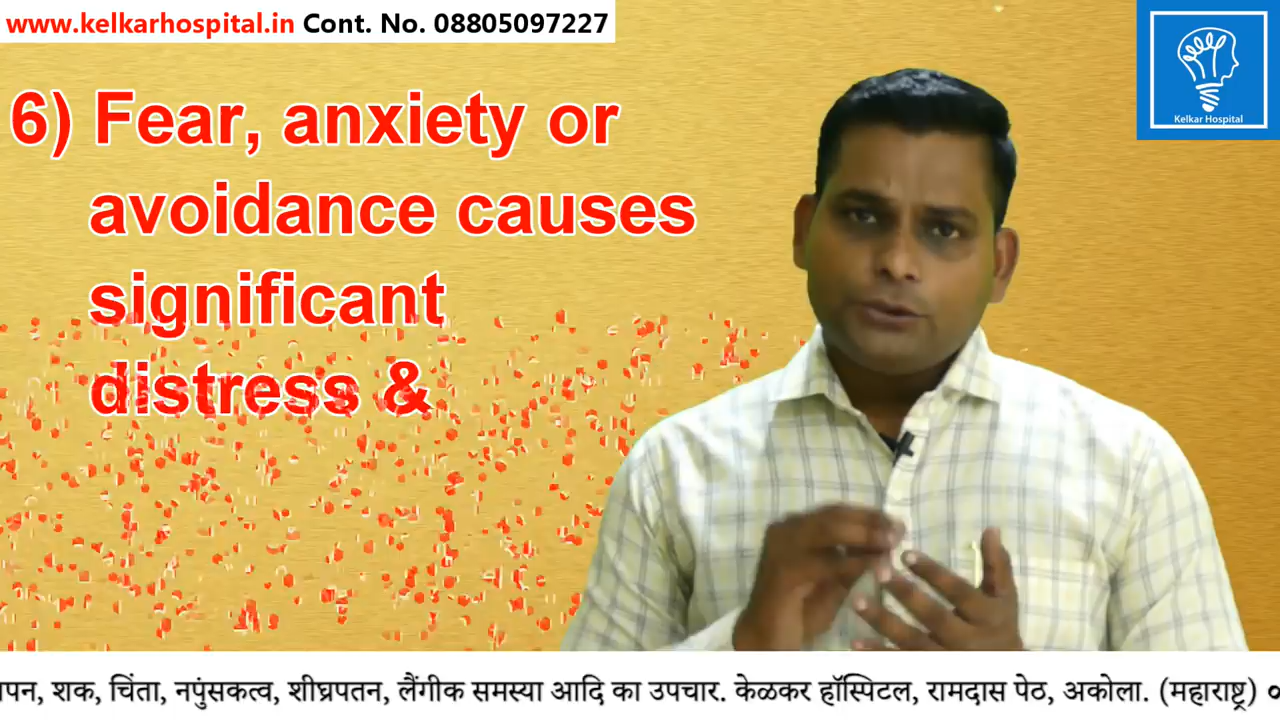 www.kelkarhospital.in Cont. No. 08805097227
Kelkar Hospital
6) Fear, anxiety or
avoidance causes
significant
distress &
शक, चिंता, नपुंसकत्व, शीघ्रपतन, लैंगीक समस्या आदि का उपचार. केळकर हॉस्पिटल, रामदास पेठ, अकोला. (महाराष्ट्र)